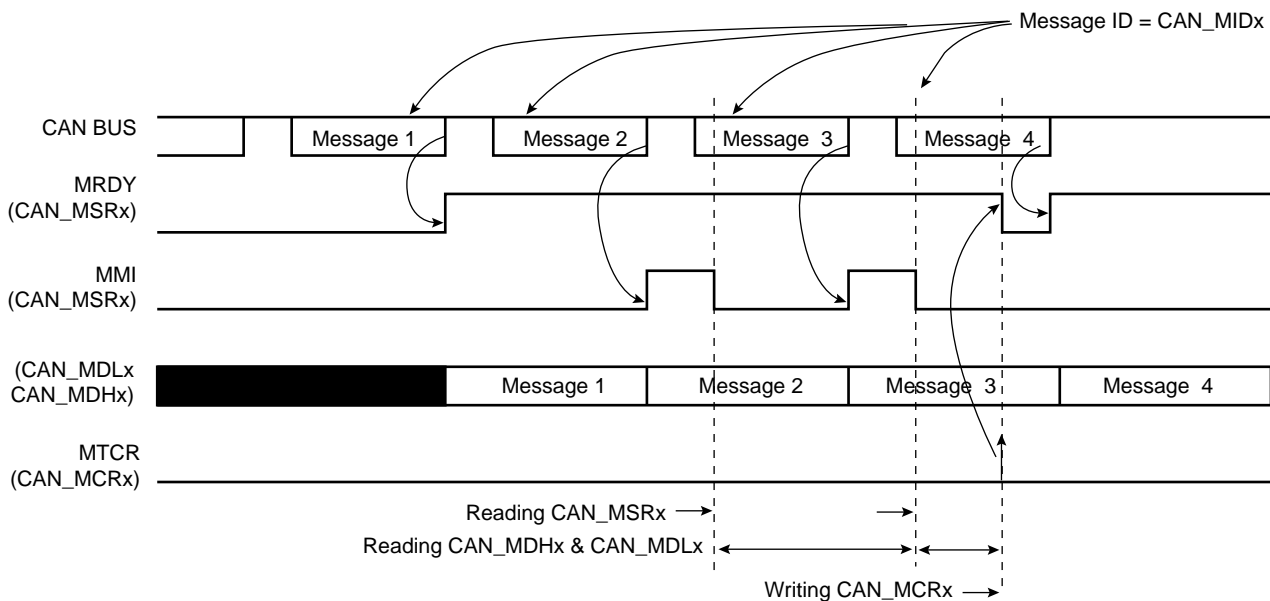 Message ID = CAN_MIDx
CAN BUS
Message 1
Message 2
Message 3
Message 4
MRDY
(CAN_MSRx)
MMI
(CAN_MSRx)
(CAN_MDLx
CAN_MDHx)
Message 1
Message 2
Message 3
Message 4
MTCR
(CAN_MCRx)
Reading CAN_MSRx
Reading CAN_MDHx & CAN_MDLx
Writing CAN_MCRx